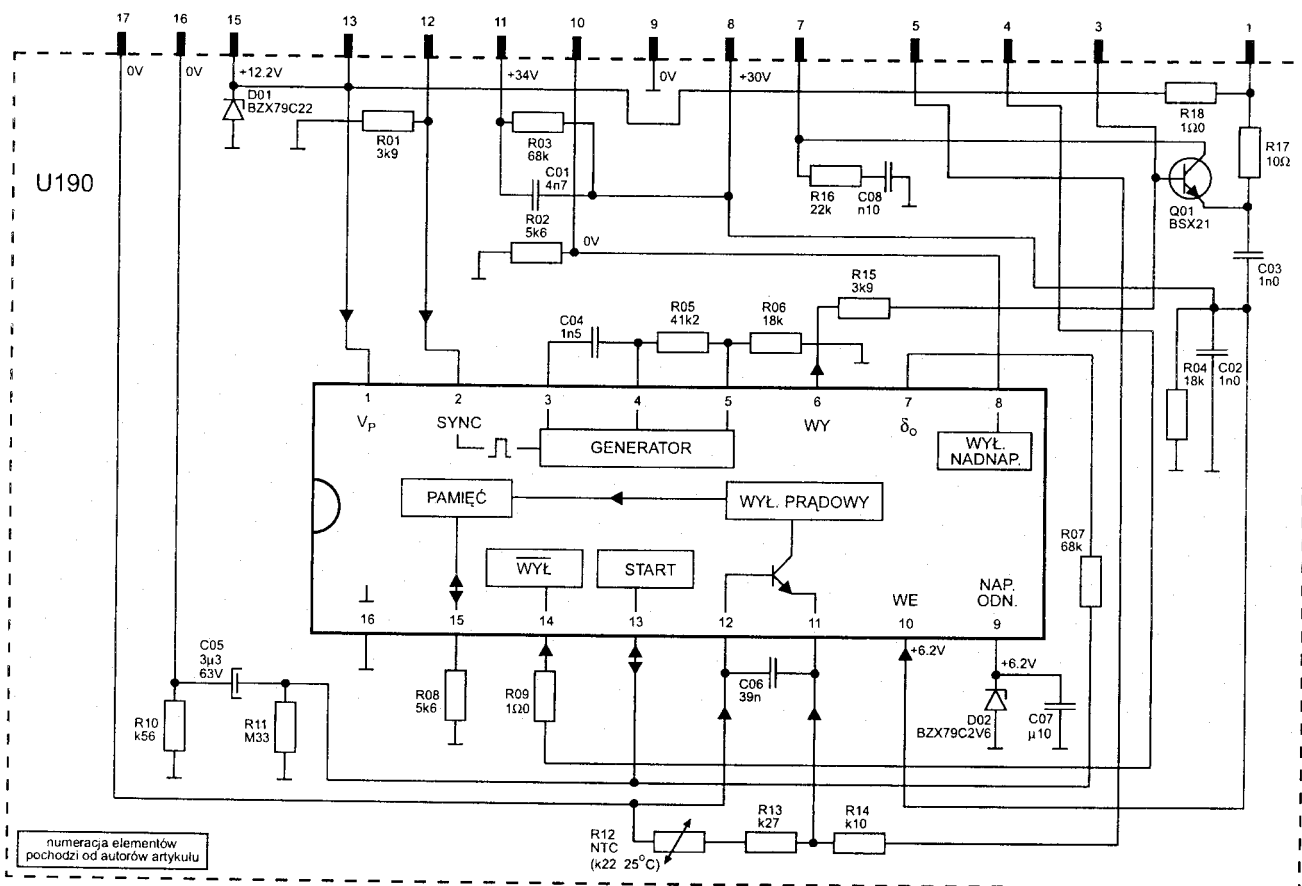 17
16
15
13
12
11
10
9
8
7
5
4
3
1
0V
0V
+12.2V
+34V
0V
+30V
D01
BZX79C22
R01
3k9
R03
68k
C01
4n7
R02
5k6
0V
R16
22k
C08
n10
R18
1Ω0
R17
10Ω
Q01
BSX21
C03
1n0
U190
R15
3k9
C04
1n5
R05
41k2
R06
18k
R04
18k
C02
1n0
1
2
3
4
5
6
7
8
VP
SYNC
GENERATOR
WY
δo
WYŁ.
NADNAP.
PAMIĘĆ
WYŁ. PRĄDOWY
WYŁ
START
R07
68k
WE
NAP.
ODN.
16
15
14
13
12
11
10
9
+6.2V
+6.2V
C05
3µ3
63V
R10
k56
R11
M33
R08
5k6
R09
1Ω0
C06
39n
D02
BZX79C2V6
C07
µ10
R12
NTC
(k22 25°C)
R13
k27
R14
k10
numeracja elementów
pochodzi od autorów artykułu